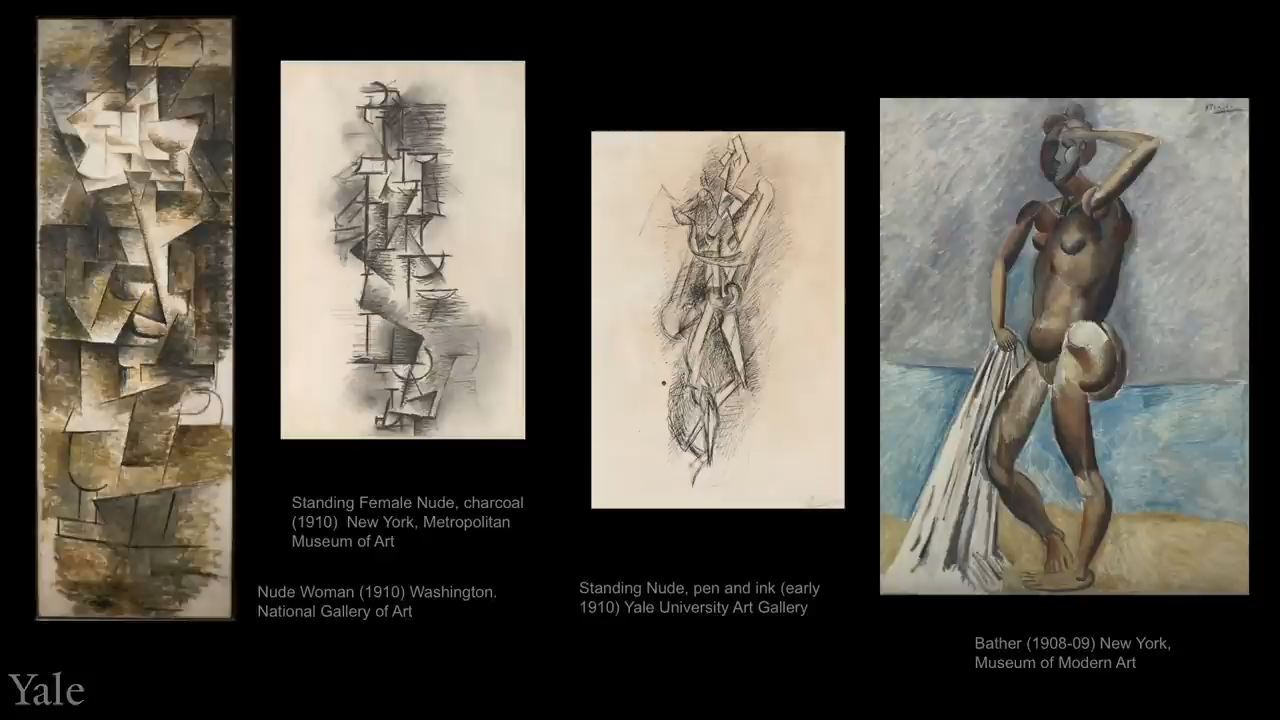 Standing Female Nude, charcoal
(1910) New York, Metropolitan
Museum of Art
Nude Woman (1910) Washington.
National Gallery of Art
Standing Nude, pen and ink (early
1910) Yale University Art Gallery
Bather (1908-09) New York,
Museum of Modern Art
Yale